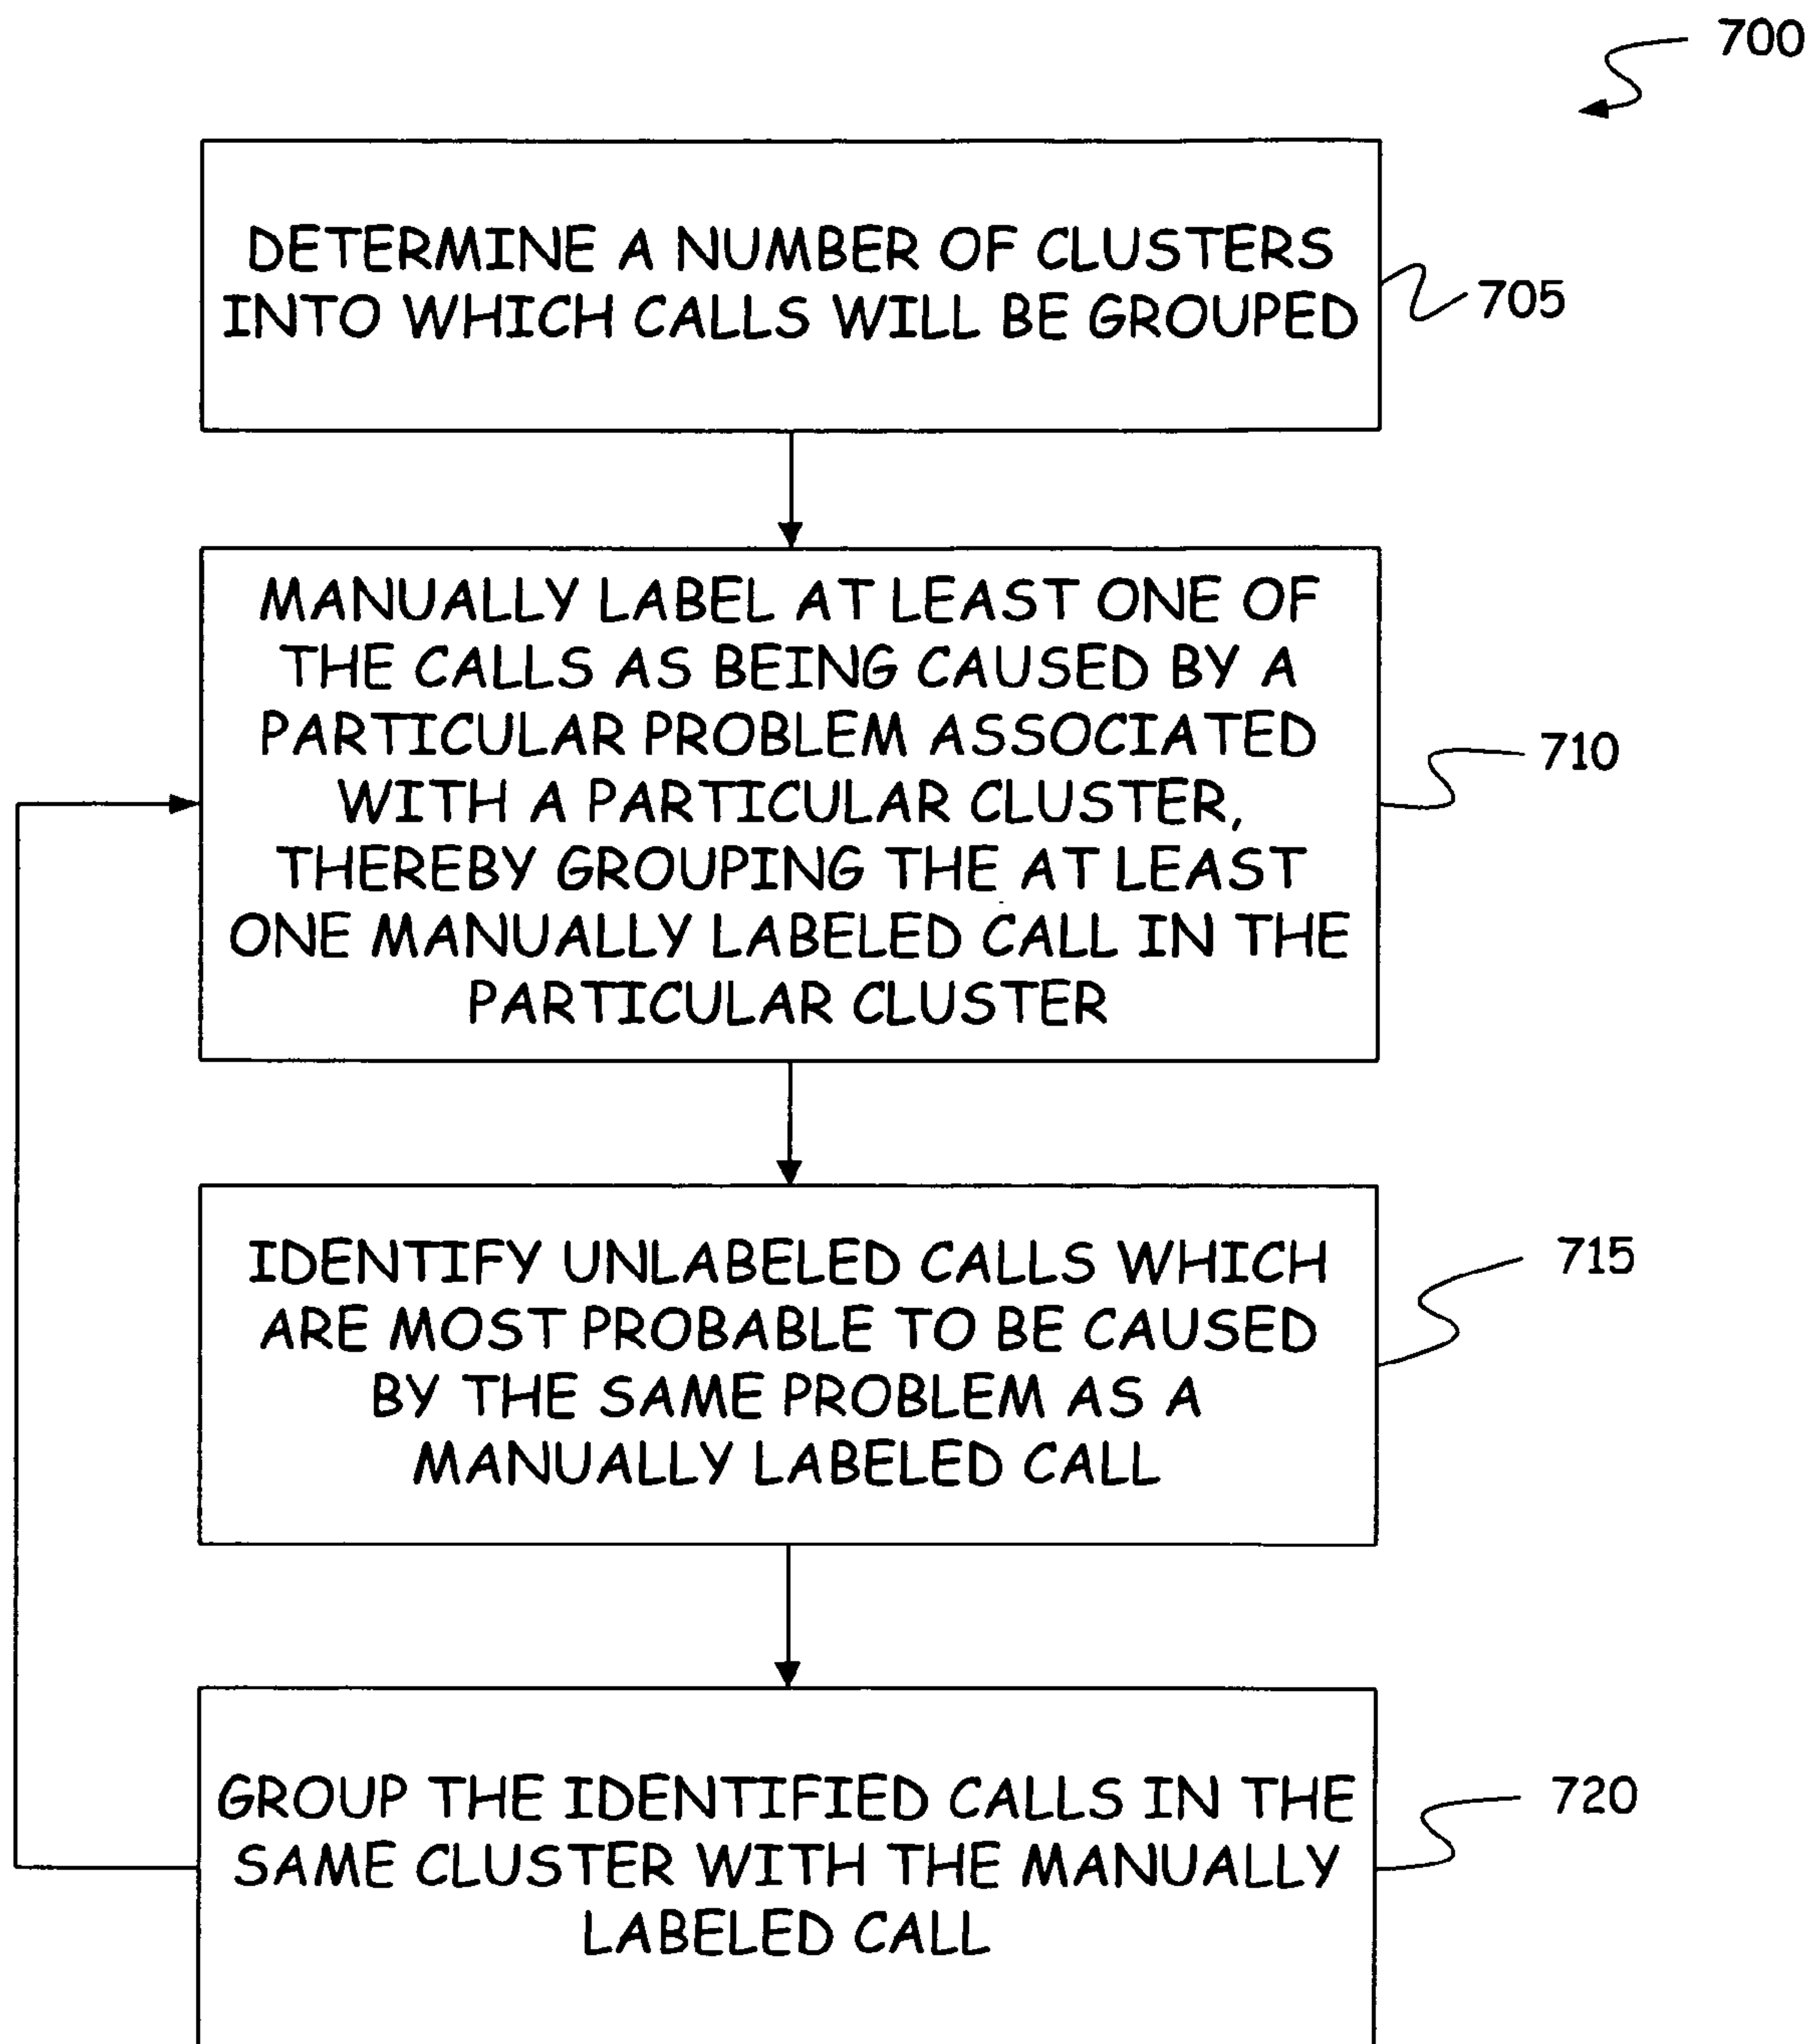 700
DETERMINE A NUMBER OF CLUSTERS
INTO WHICH CALLS WILL BE GROUPED
705
MANUALLY LABEL AT LEAST ONE OF
THE CALLS AS BEING CAUSED BY A
PARTICULAR PROBLEM ASSOCIATED
WITH A PARTICULAR CLUSTER,
THEREBY GROUPING THE AT LEAST
ONE MANUALLY LABELED CALL IN THE
PARTICULAR CLUSTER
710
IDENTIFY UNLABELED CALLS WHICH
ARE MOST PROBABLE TO BE CAUSED
BY THE SAME PROBLEM AS A
MANUALLY LABELED CALL
715
GROUP THE IDENTIFIED CALLS IN THE
SAME CLUSTER WITH THE MANUALLY
LABELED CALL
720